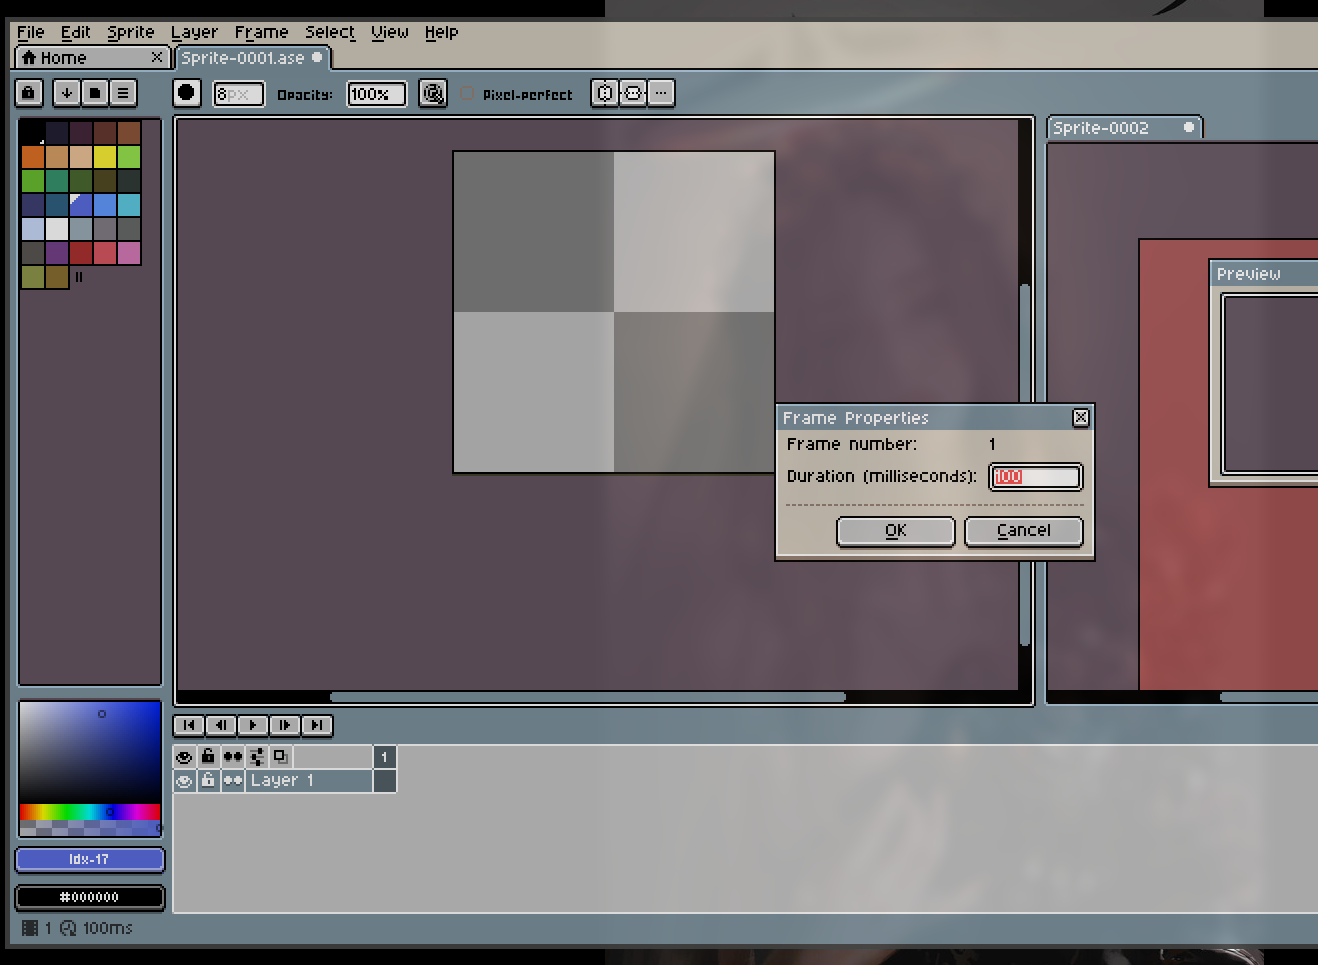 File Edit Sprite Layer Frame Select View Help
Home
Sprite-0001.ase
8px Opacity: 100% Pixel-perfect
Sprite-0002
Preview
Frame Properties
Frame number: 1
Duration (milliseconds): 100
OK Cancel
1
Layer 1
Idx-17
#000000
1 100ms